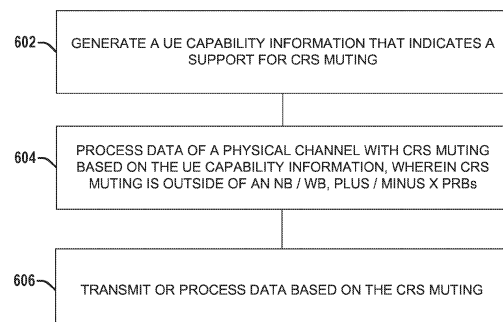 602
GENERATE A UE CAPABILITY INFORMATION THAT INDICATES A
SUPPORT FOR CRS MUTING
604
PROCESS DATA OF A PHYSICAL CHANNEL WITH CRS MUTING
BASED ON THE UE CAPABILITY INFORMATION, WHEREIN CRS
MUTING IS OUTSIDE OF AN NB / WB, PLUS / MINUS X PRBs
606
TRANSMIT OR PROCESS DATA BASED ON THE CRS MUTING